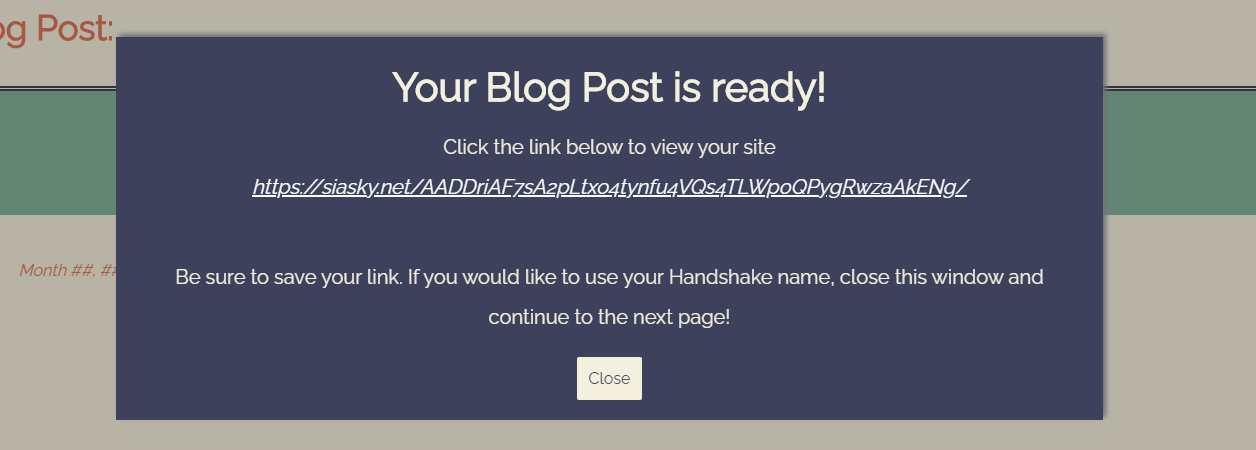 og Post:
Your Blog Post is ready!
Click the link below to view your site
https://siasky.net/AADDriAF7sA2pLtxo4tynfu4VQs4TLWpoQPygRwzaAkENg/
Month ##, ##
Be sure to save your link. If you would like to use your Handshake name, close this window and
continue to the next page!
Close